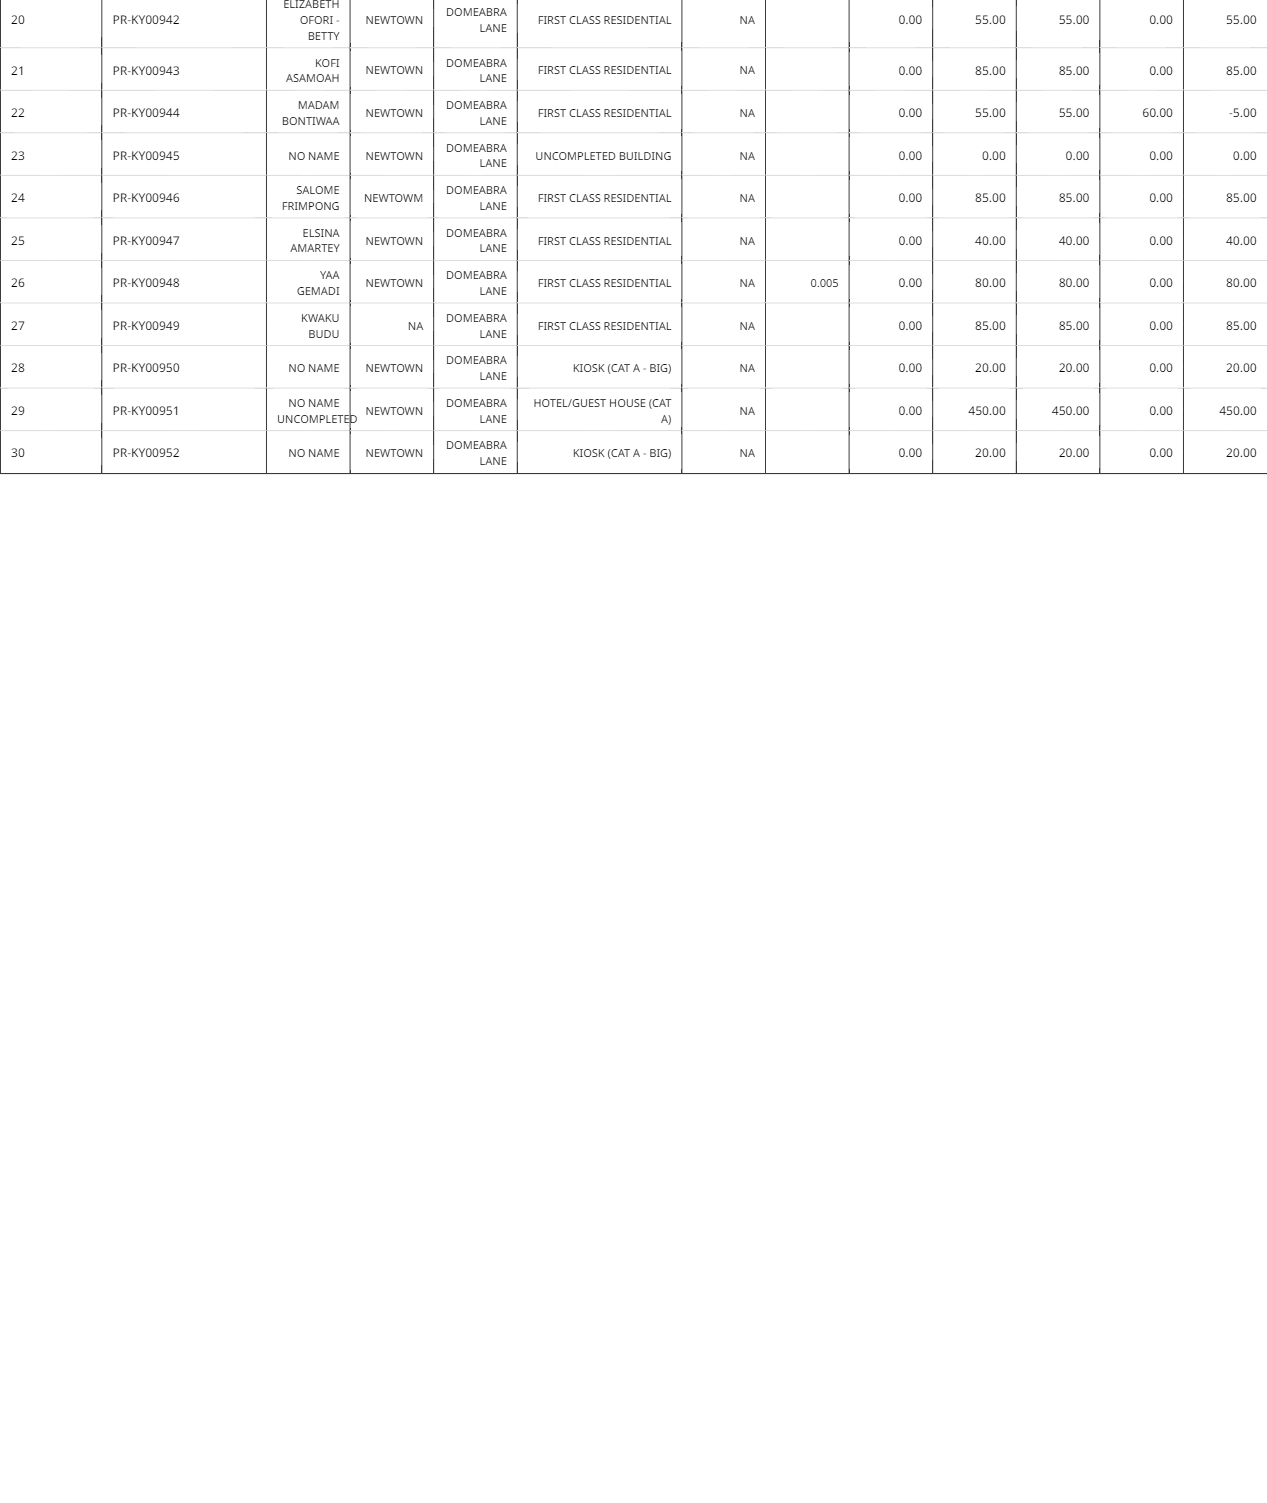 20 PR-KY00942 ELIZABETH OFORI - BETTY NEWTOWN DOMEABRA LANE FIRST CLASS RESIDENTIAL NA 0.00 55.00 55.00 0.00 55.00
21 PR-KY00943 KOFI ASAMOAH NEWTOWN DOMEABRA LANE FIRST CLASS RESIDENTIAL NA 0.00 85.00 85.00 0.00 85.00
22 PR-KY00944 MADAM BONTIWAA NEWTOWN DOMEABRA LANE FIRST CLASS RESIDENTIAL NA 0.00 55.00 55.00 60.00 -5.00
23 PR-KY00945 NO NAME NEWTOWN DOMEABRA LANE UNCOMPLETED BUILDING NA 0.00 0.00 0.00 0.00 0.00
24 PR-KY00946 SALOME FRIMPONG NEWTOWM DOMEABRA LANE FIRST CLASS RESIDENTIAL NA 0.00 85.00 85.00 0.00 85.00
25 PR-KY00947 ELSINA AMARTEY NEWTOWN DOMEABRA LANE FIRST CLASS RESIDENTIAL NA 0.00 40.00 40.00 0.00 40.00
26 PR-KY00948 YAA GEMADI NEWTOWN DOMEABRA LANE FIRST CLASS RESIDENTIAL NA 0.005 0.00 80.00 80.00 0.00 80.00
27 PR-KY00949 KWAKU BUDU NA DOMEABRA LANE FIRST CLASS RESIDENTIAL NA 0.00 85.00 85.00 0.00 85.00
28 PR-KY00950 NO NAME NEWTOWN DOMEABRA LANE KIOSK (CAT A - BIG) NA 0.00 20.00 20.00 0.00 20.00
29 PR-KY00951 NO NAME UNCOMPLETED NEWTOWN DOMEABRA LANE HOTEL/GUEST HOUSE (CAT A) NA 0.00 450.00 450.00 0.00 450.00
30 PR-KY00952 NO NAME NEWTOWN DOMEABRA LANE KIOSK (CAT A - BIG) NA 0.00 20.00 20.00 0.00 20.00